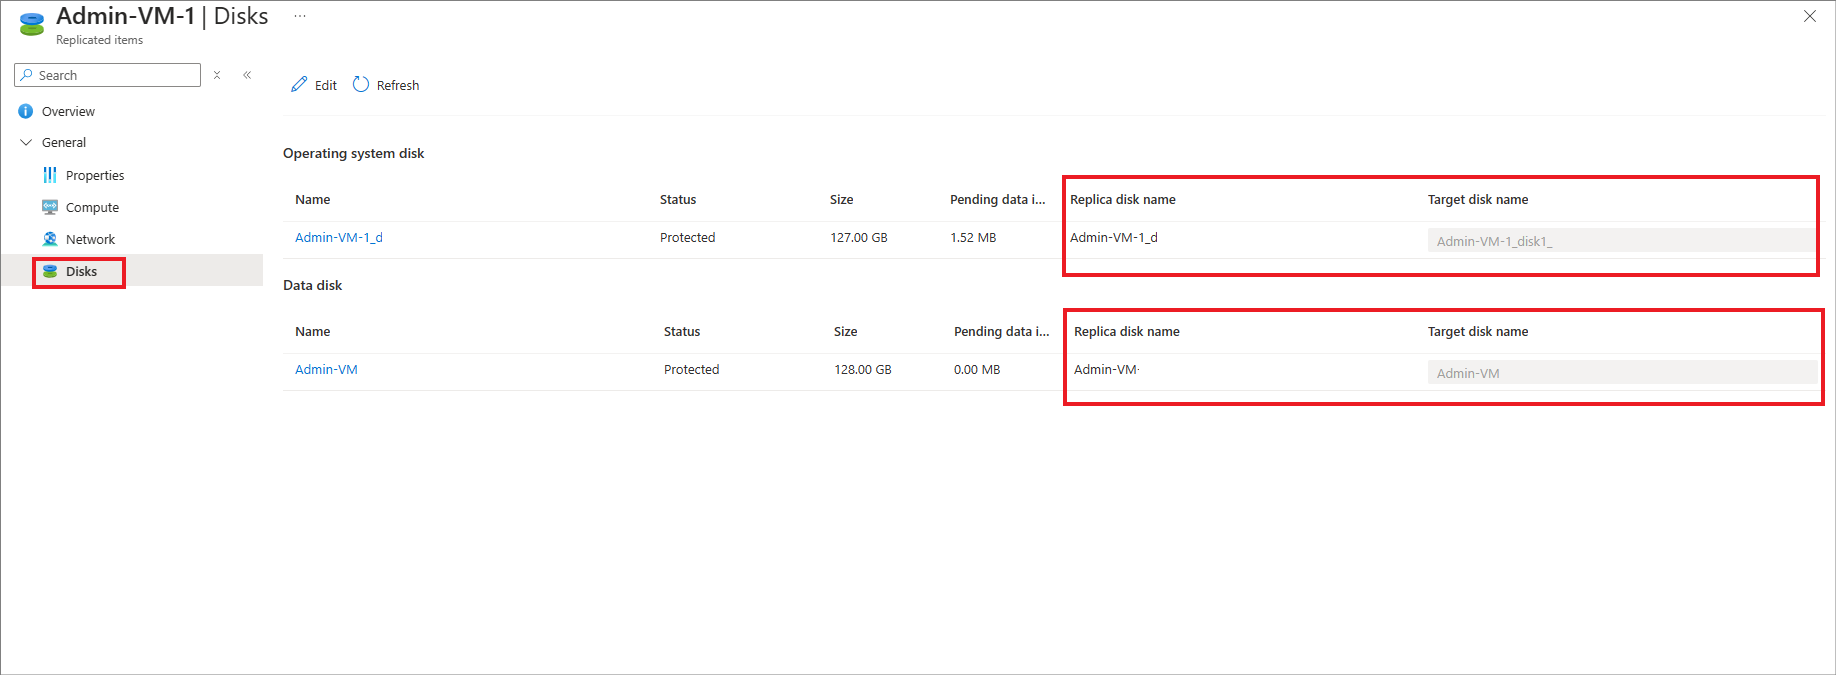 Admin-VM-1 | Disks ...
Replicated items
Search
Overview
General
Properties
Compute
Network
Disks
Edit Refresh
Operating system disk
Name Status Size Pending data i... Replica disk name Target disk name
Admin-VM-1_d Protected 127.00 GB 1.52 MB Admin-VM-1_d Admin-VM-1_disk1_
Data disk
Name Status Size Pending data i... Replica disk name Target disk name
Admin-VM Protected 128.00 GB 0.00 MB Admin-VM- Admin-VM